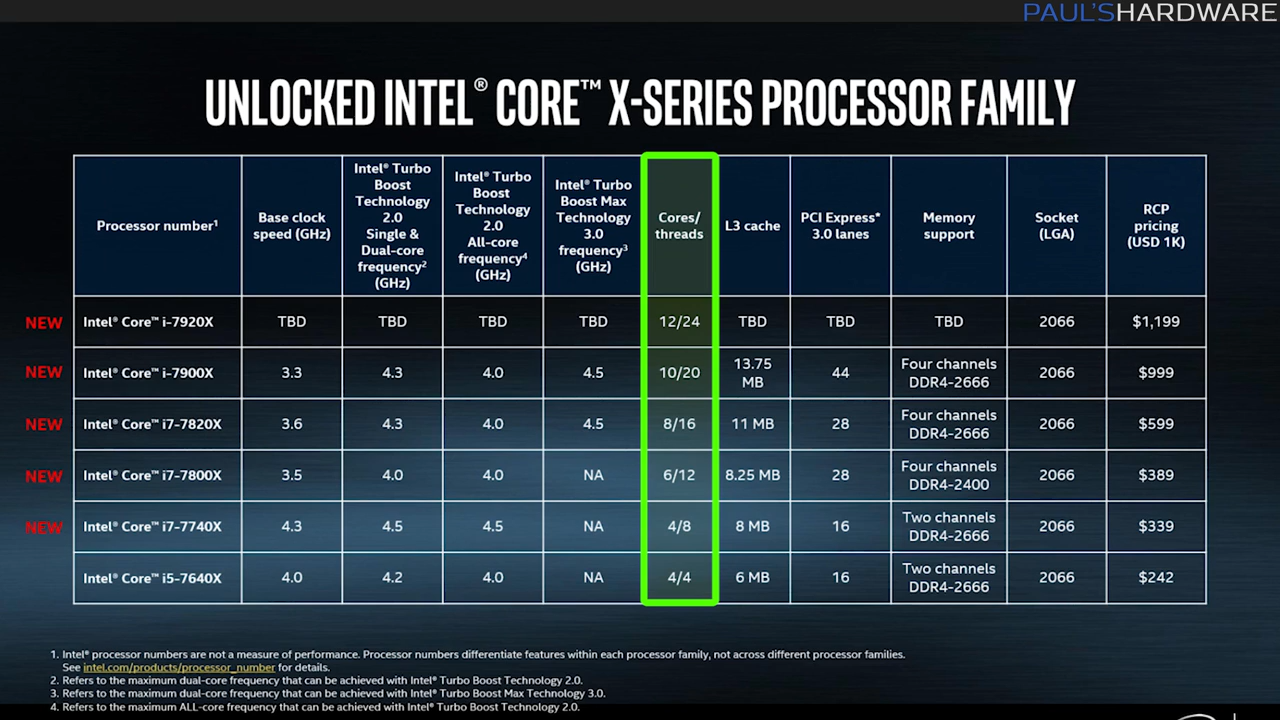 PAUL'SHARDWARE
UNLOCKED INTEL® CORE™ X-SERIES PROCESSOR FAMILY
Processor number¹
Base clock
speed (GHz)
Intel® Turbo
Boost
Technology
2.0
Single &
Dual-core
frequency²
(GHz)
Intel® Turbo
Boost
Technology
2.0
All-core
frequency⁴
(GHz)
Intel® Turbo
Boost Max
Technology
3.0
frequency³
(GHz)
Cores/
threads
L3 cache
PCI Express*
3.0 lanes
Memory
support
Socket
(LGA)
RCP
pricing
(USD 1K)
NEW Intel® Core™ i-7920X TBD TBD TBD TBD 12/24 TBD TBD TBD 2066 $1,199
NEW Intel® Core™ i-7900X 3.3 4.3 4.0 4.5 10/20 13.75 MB 44 Four channels DDR4-2666 2066 $999
NEW Intel® Core™ i7-7820X 3.6 4.3 4.0 4.5 8/16 11 MB 28 Four channels DDR4-2666 2066 $599
NEW Intel® Core™ i7-7800X 3.5 4.0 4.0 NA 6/12 8.25 MB 28 Four channels DDR4-2400 2066 $389
NEW Intel® Core™ i7-7740X 4.3 4.5 4.5 NA 4/8 8 MB 16 Two channels DDR4-2666 2066 $339
Intel® Core™ i5-7640X 4.0 4.2 4.0 NA 4/4 6 MB 16 Two channels DDR4-2666 2066 $242
1. Intel® processor numbers are not a measure of performance. Processor numbers differentiate features within each processor family, not across different processor families.
See intel.com/products/processor_number for details.
2. Refers to the maximum dual-core frequency that can be achieved with Intel® Turbo Boost Technology 2.0.
3. Refers to the maximum dual-core frequency that can be achieved with Intel® Turbo Boost Max Technology 3.0.
4. Refers to the maximum ALL-core frequency that can be achieved with Intel® Turbo Boost Technology 2.0.